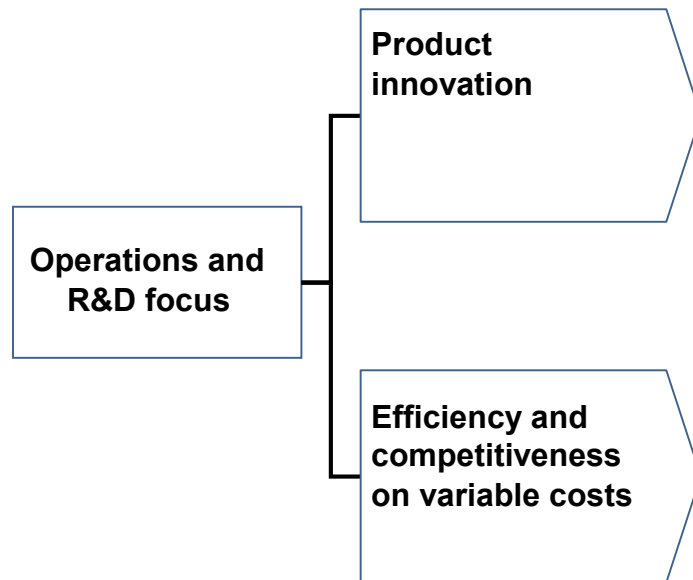 Product
innovation
Operations and
R&D focus
Efficiency and
competitiveness
on variable costs